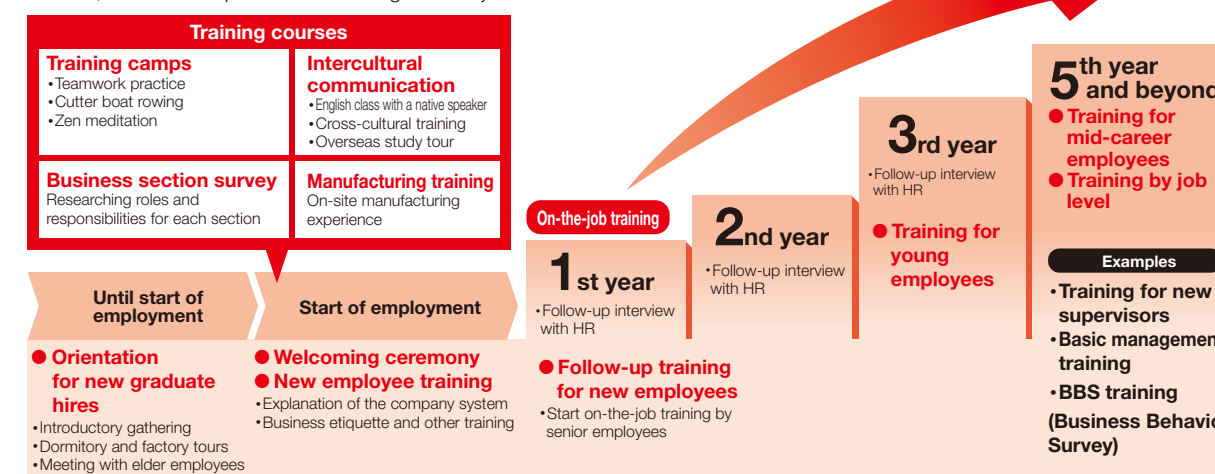 Training courses
Training camps
•Teamwork practice
•Cutter boat rowing
•Zen meditation
Intercultural
communication
•English class with a native speaker
•Cross-cultural training
•Overseas study tour
Business section survey
Researching roles and
responsibilities for each section
Manufacturing training
On-site manufacturing
experience
Until start of
employment
● Orientation
for new graduate
hires
•Introductory gathering
•Dormitory and factory tours
•Meeting with elder employees
Start of employment
● Welcoming ceremony
● New employee training
•Explanation of the company system
•Business etiquette and other training
On-the-job training
1st year
•Follow-up interview
with HR
● Follow-up training
for new employees
•Start on-the-job training by
senior employees
2nd year
•Follow-up interview
with HR
3rd year
•Follow-up interview
with HR
● Training for
young
employees
5th year
and beyond
● Training for
mid-career
employees
● Training by job
level
Examples
•Training for new
supervisors
•Basic managemen
training
•BBS training
(Business Behavio
Survey)